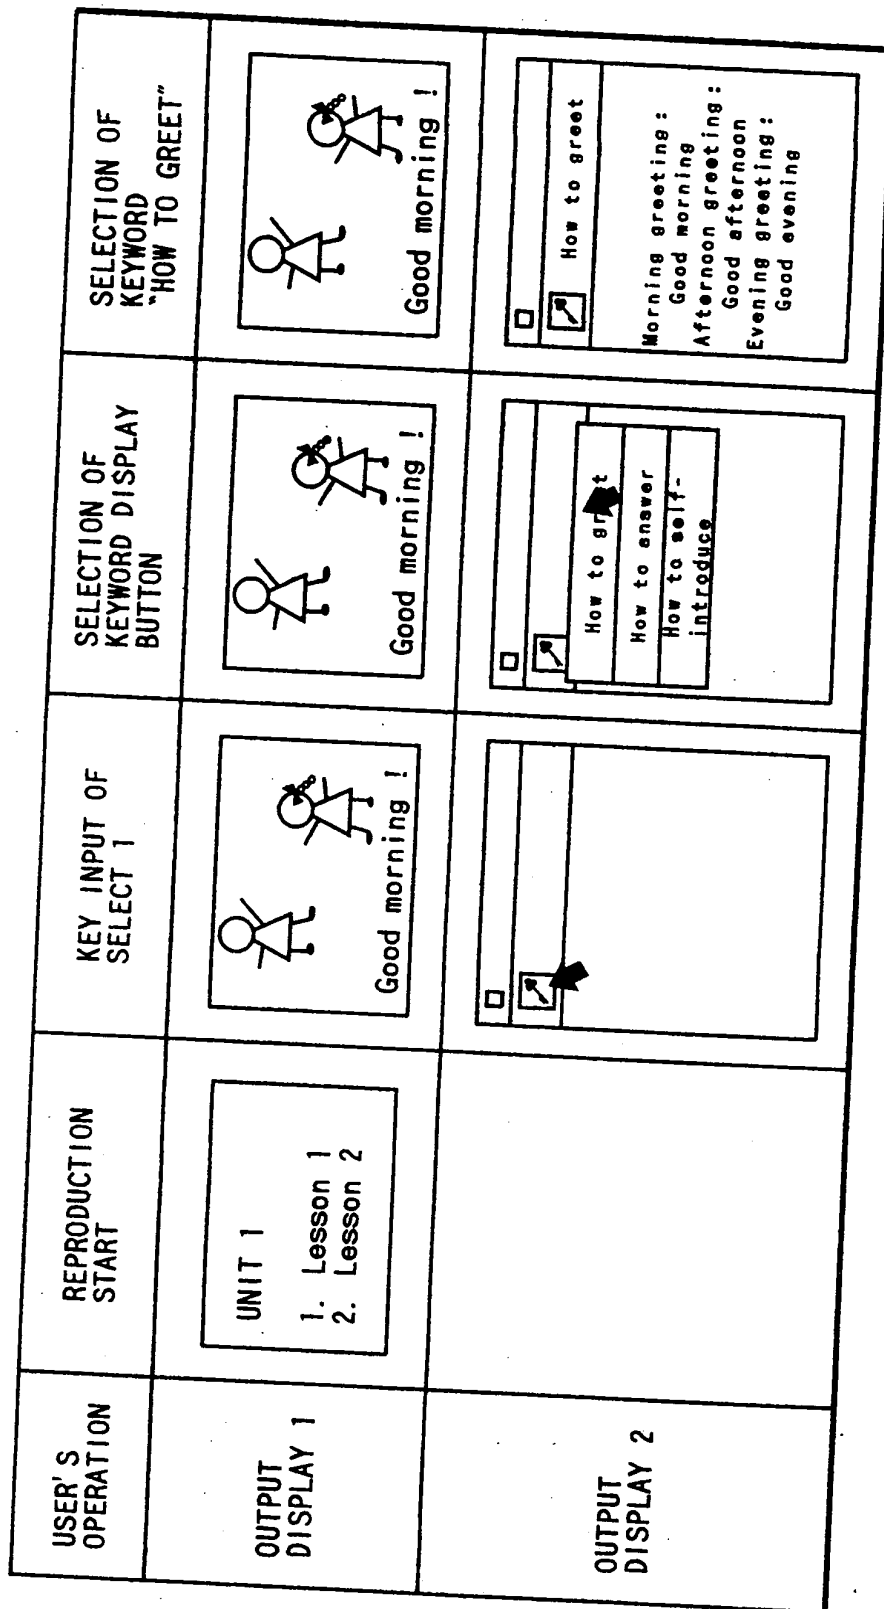 USER'S
OPERATION
REPRODUCTION
START
KEY INPUT OF
SELECT 1
SELECTION OF
KEYWORD DISPLAY
BUTTON
SELECTION OF
KEYWORD
"HOW TO GREET"
OUTPUT
DISPLAY 1
UNIT 1
1. Lesson 1
2. Lesson 2
Good morning !
Good morning !
Good morning !
OUTPUT
DISPLAY 2
How to greet
How to answer
How to self-
introduce
How to greet
Morning greeting:
Good morning
Afternoon greeting:
Good afternoon
Evening greeting:
Good evening